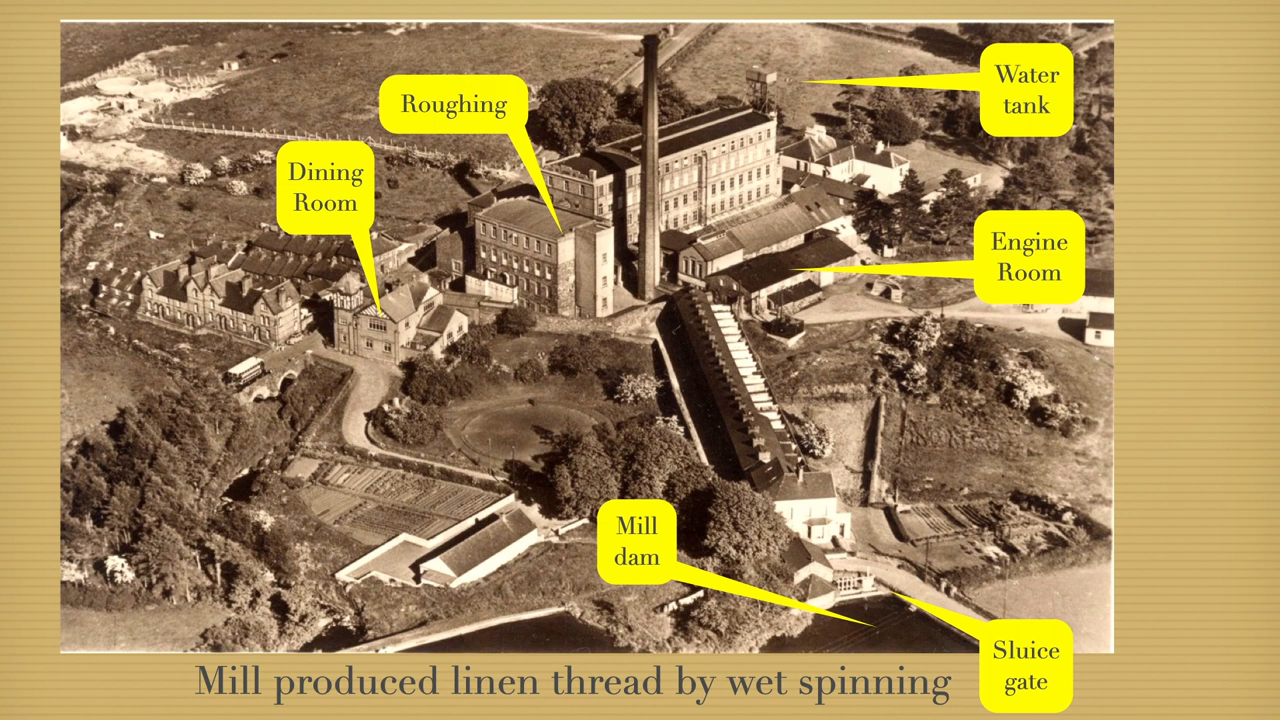 Water
tank
Roughing
Dining
Room
Engine
Room
Mill
dam
Sluice
gate
Mill produced linen thread by wet spinning